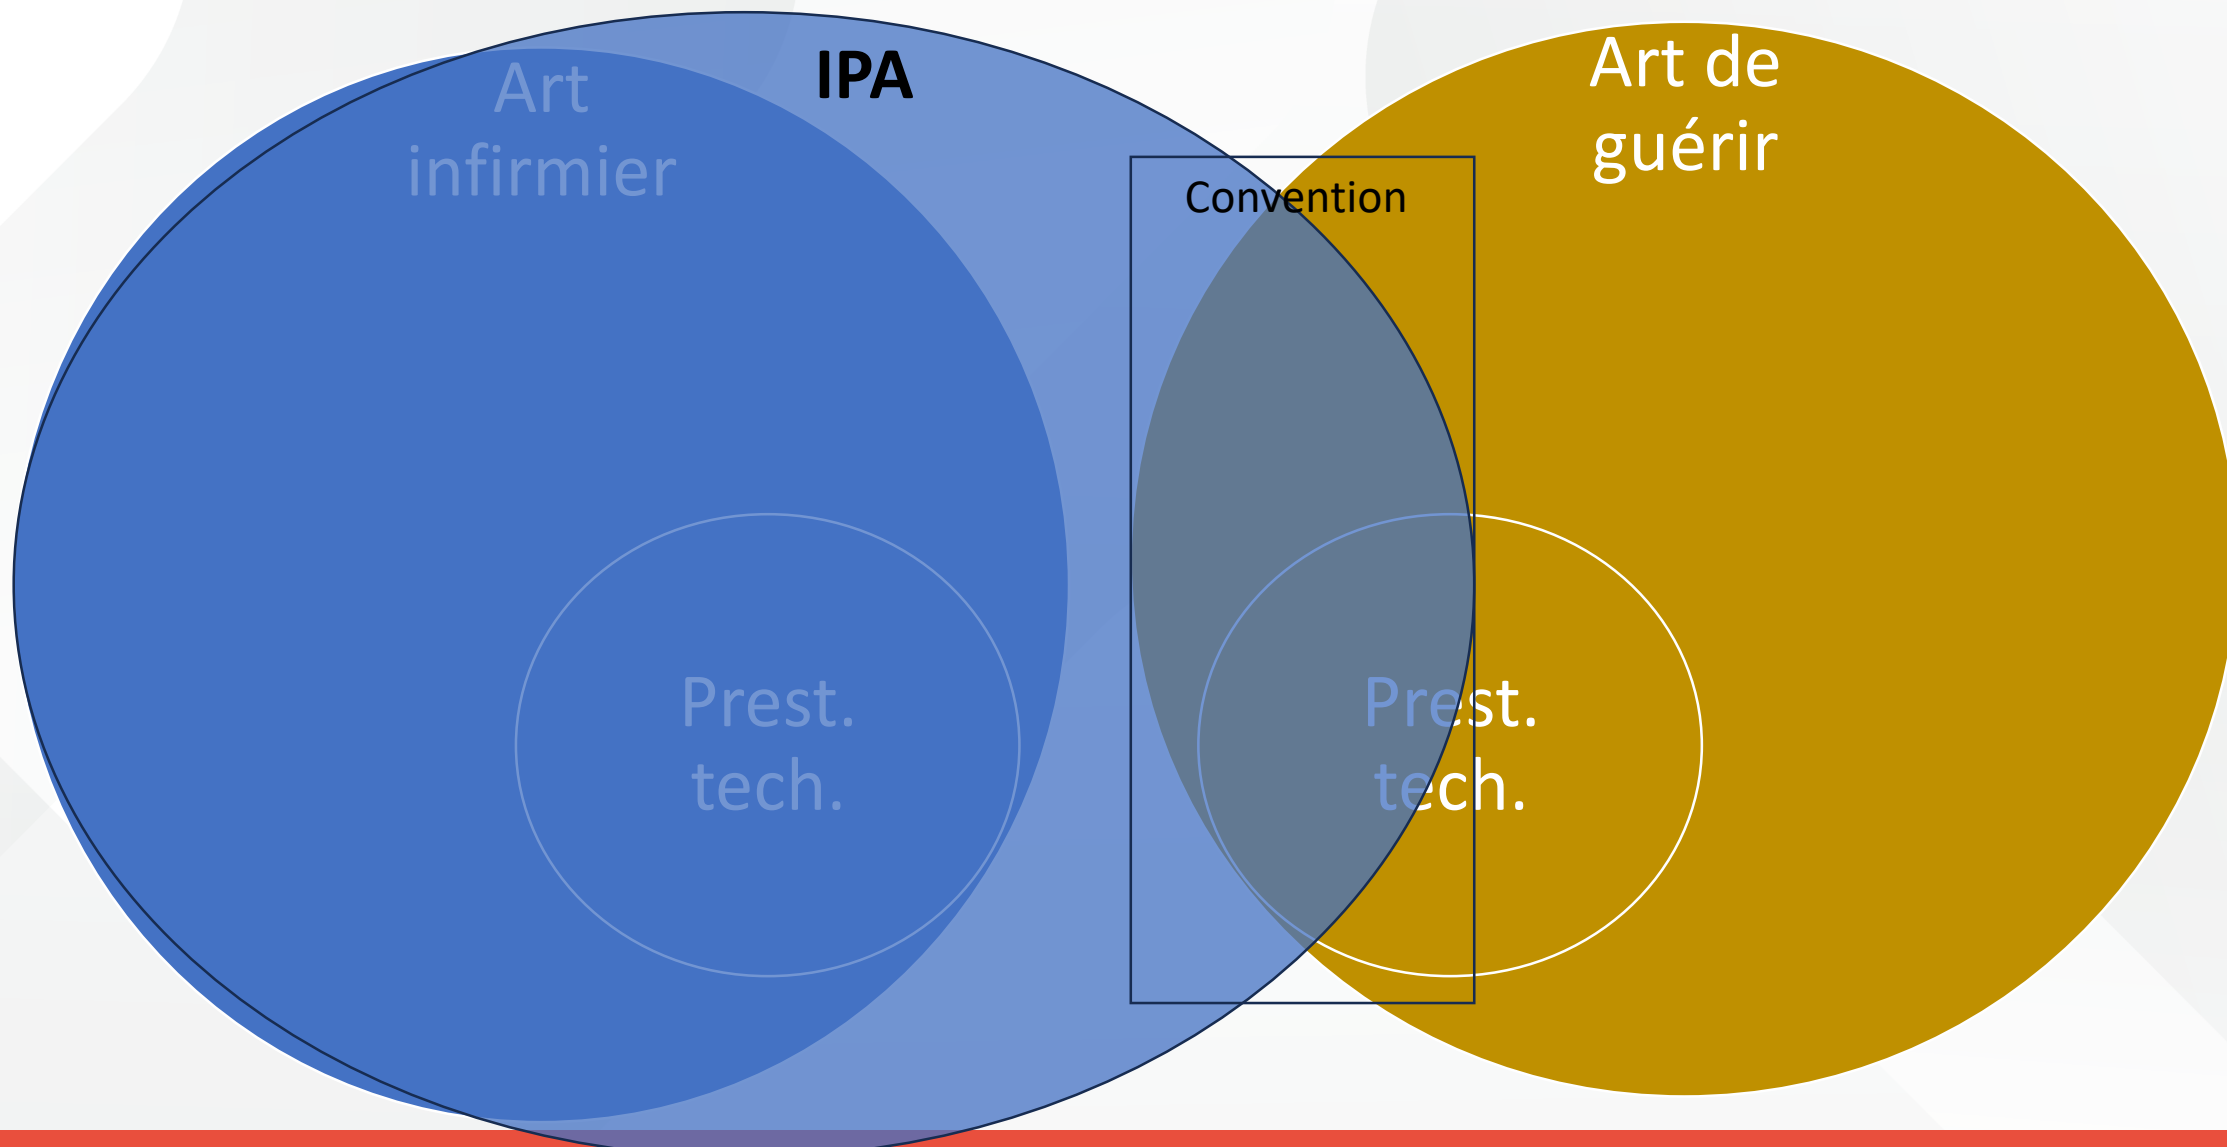 Art
infirmier
IPA
Art de
guérir
Convention
Prest.
tech.
Prest.
tech.